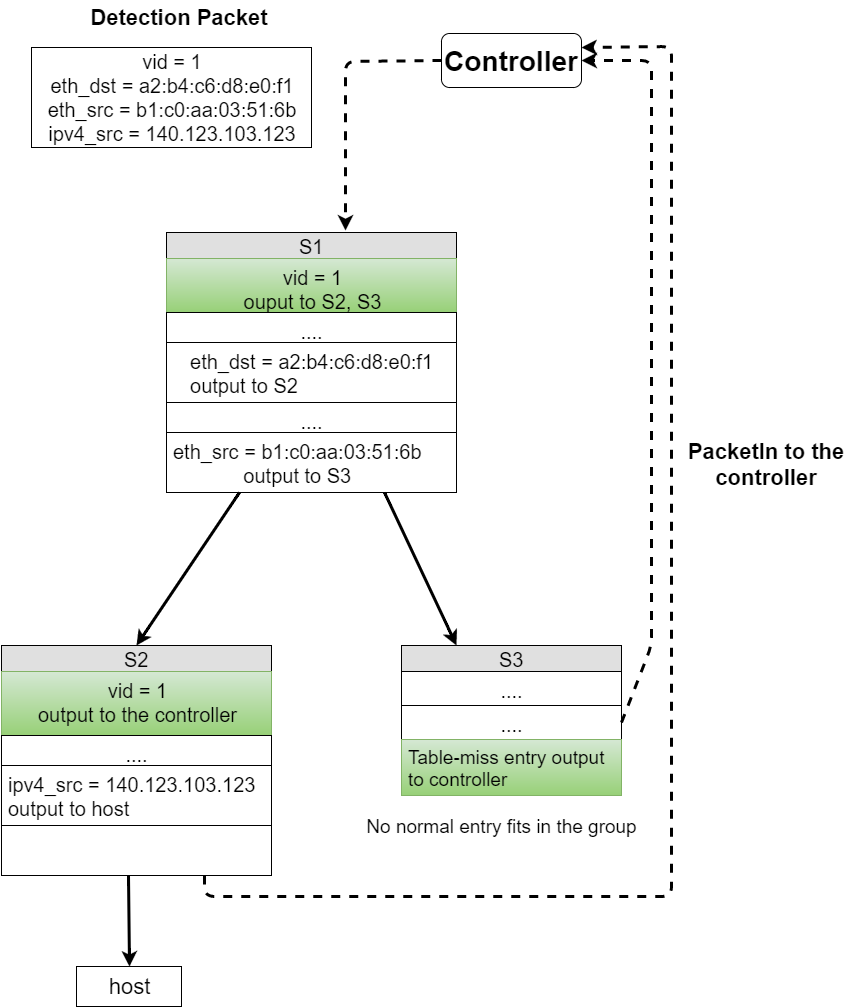 Detection Packet
vid = 1
eth_dst = a2:b4:c6:d8:e0:f1
eth_src = b1:c0:aa:03:51:6b
ipv4_src = 140.123.103.123
Controller
S1
vid = 1
ouput to S2, S3
....
eth_dst = a2:b4:c6:d8:e0:f1
output to S2
....
eth_src = b1:c0:aa:03:51:6b
output to S3
PacketIn to the
controller
S2
vid = 1
output to the controller
....
ipv4_src = 140.123.103.123
output to host
S3
....
....
Table-miss entry output
to controller
No normal entry fits in the group
host